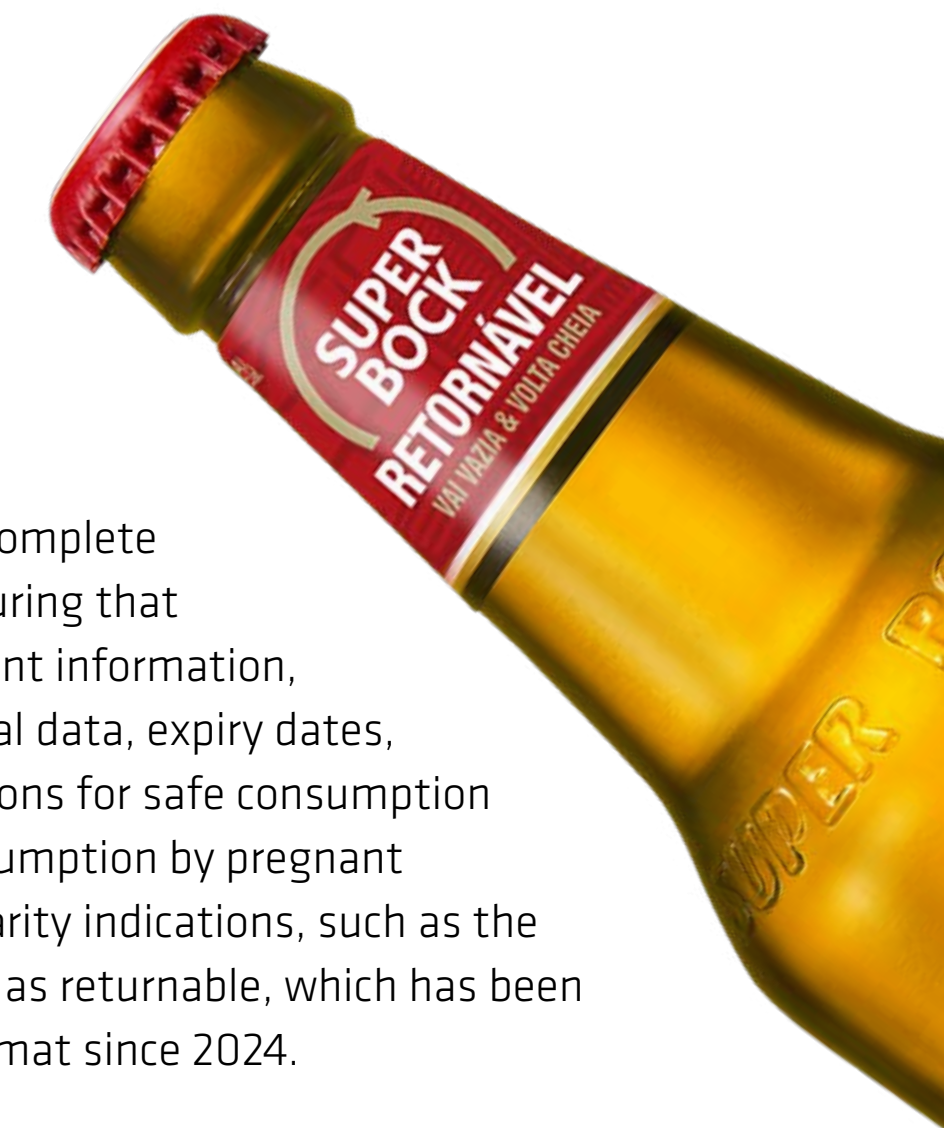 SUPER
BOCK
RETORNÁVEL
VAI VAZIA & VOLTA CHEIA
SUPER
omplete
uring that
nt information,
al data, expiry dates,
ons for safe consumption
umption by pregnant
arity indications, such as the
as returnable, which has been
mat since 2024.